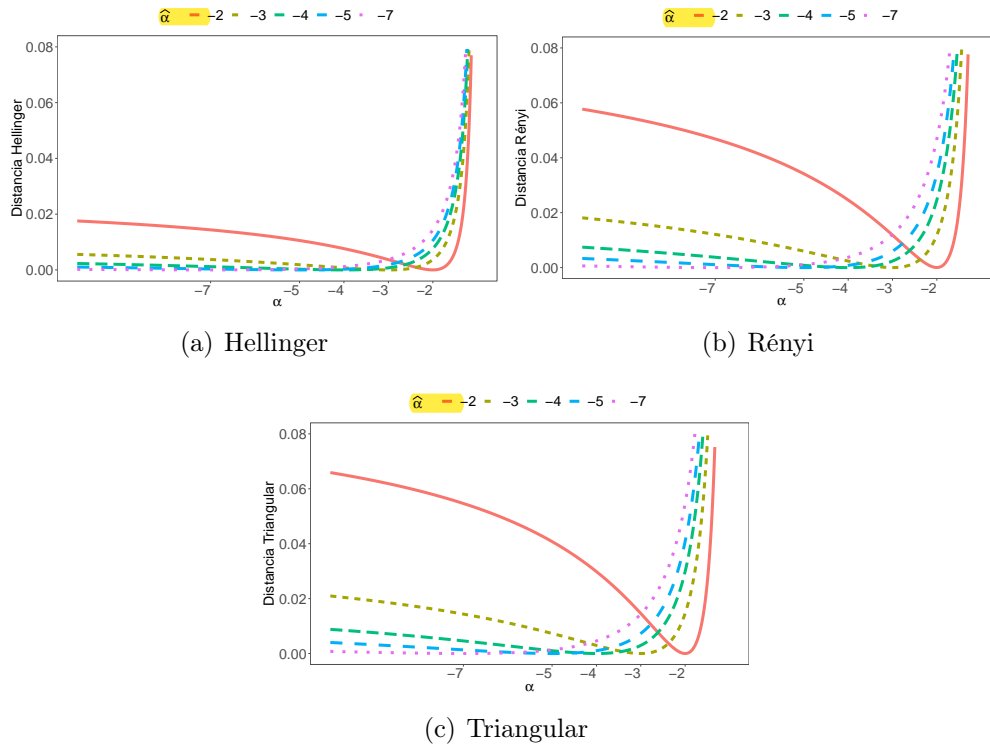 α̂ −2 −3 −4 −5 −7
Distancia Hellinger
0.08
0.06
0.04
0.02
0.00
−7 −5 −4 −3 −2
α
(a) Hellinger
α̂ −2 −3 −4 −5 −7
Distancia Rényi
0.08
0.06
0.04
0.02
0.00
−7 −5 −4 −3 −2
α
(b) Rényi
α̂ −2 −3 −4 −5 −7
Distancia Triangular
0.08
0.06
0.04
0.02
0.00
−7 −5 −4 −3 −2
α
(c) Triangular